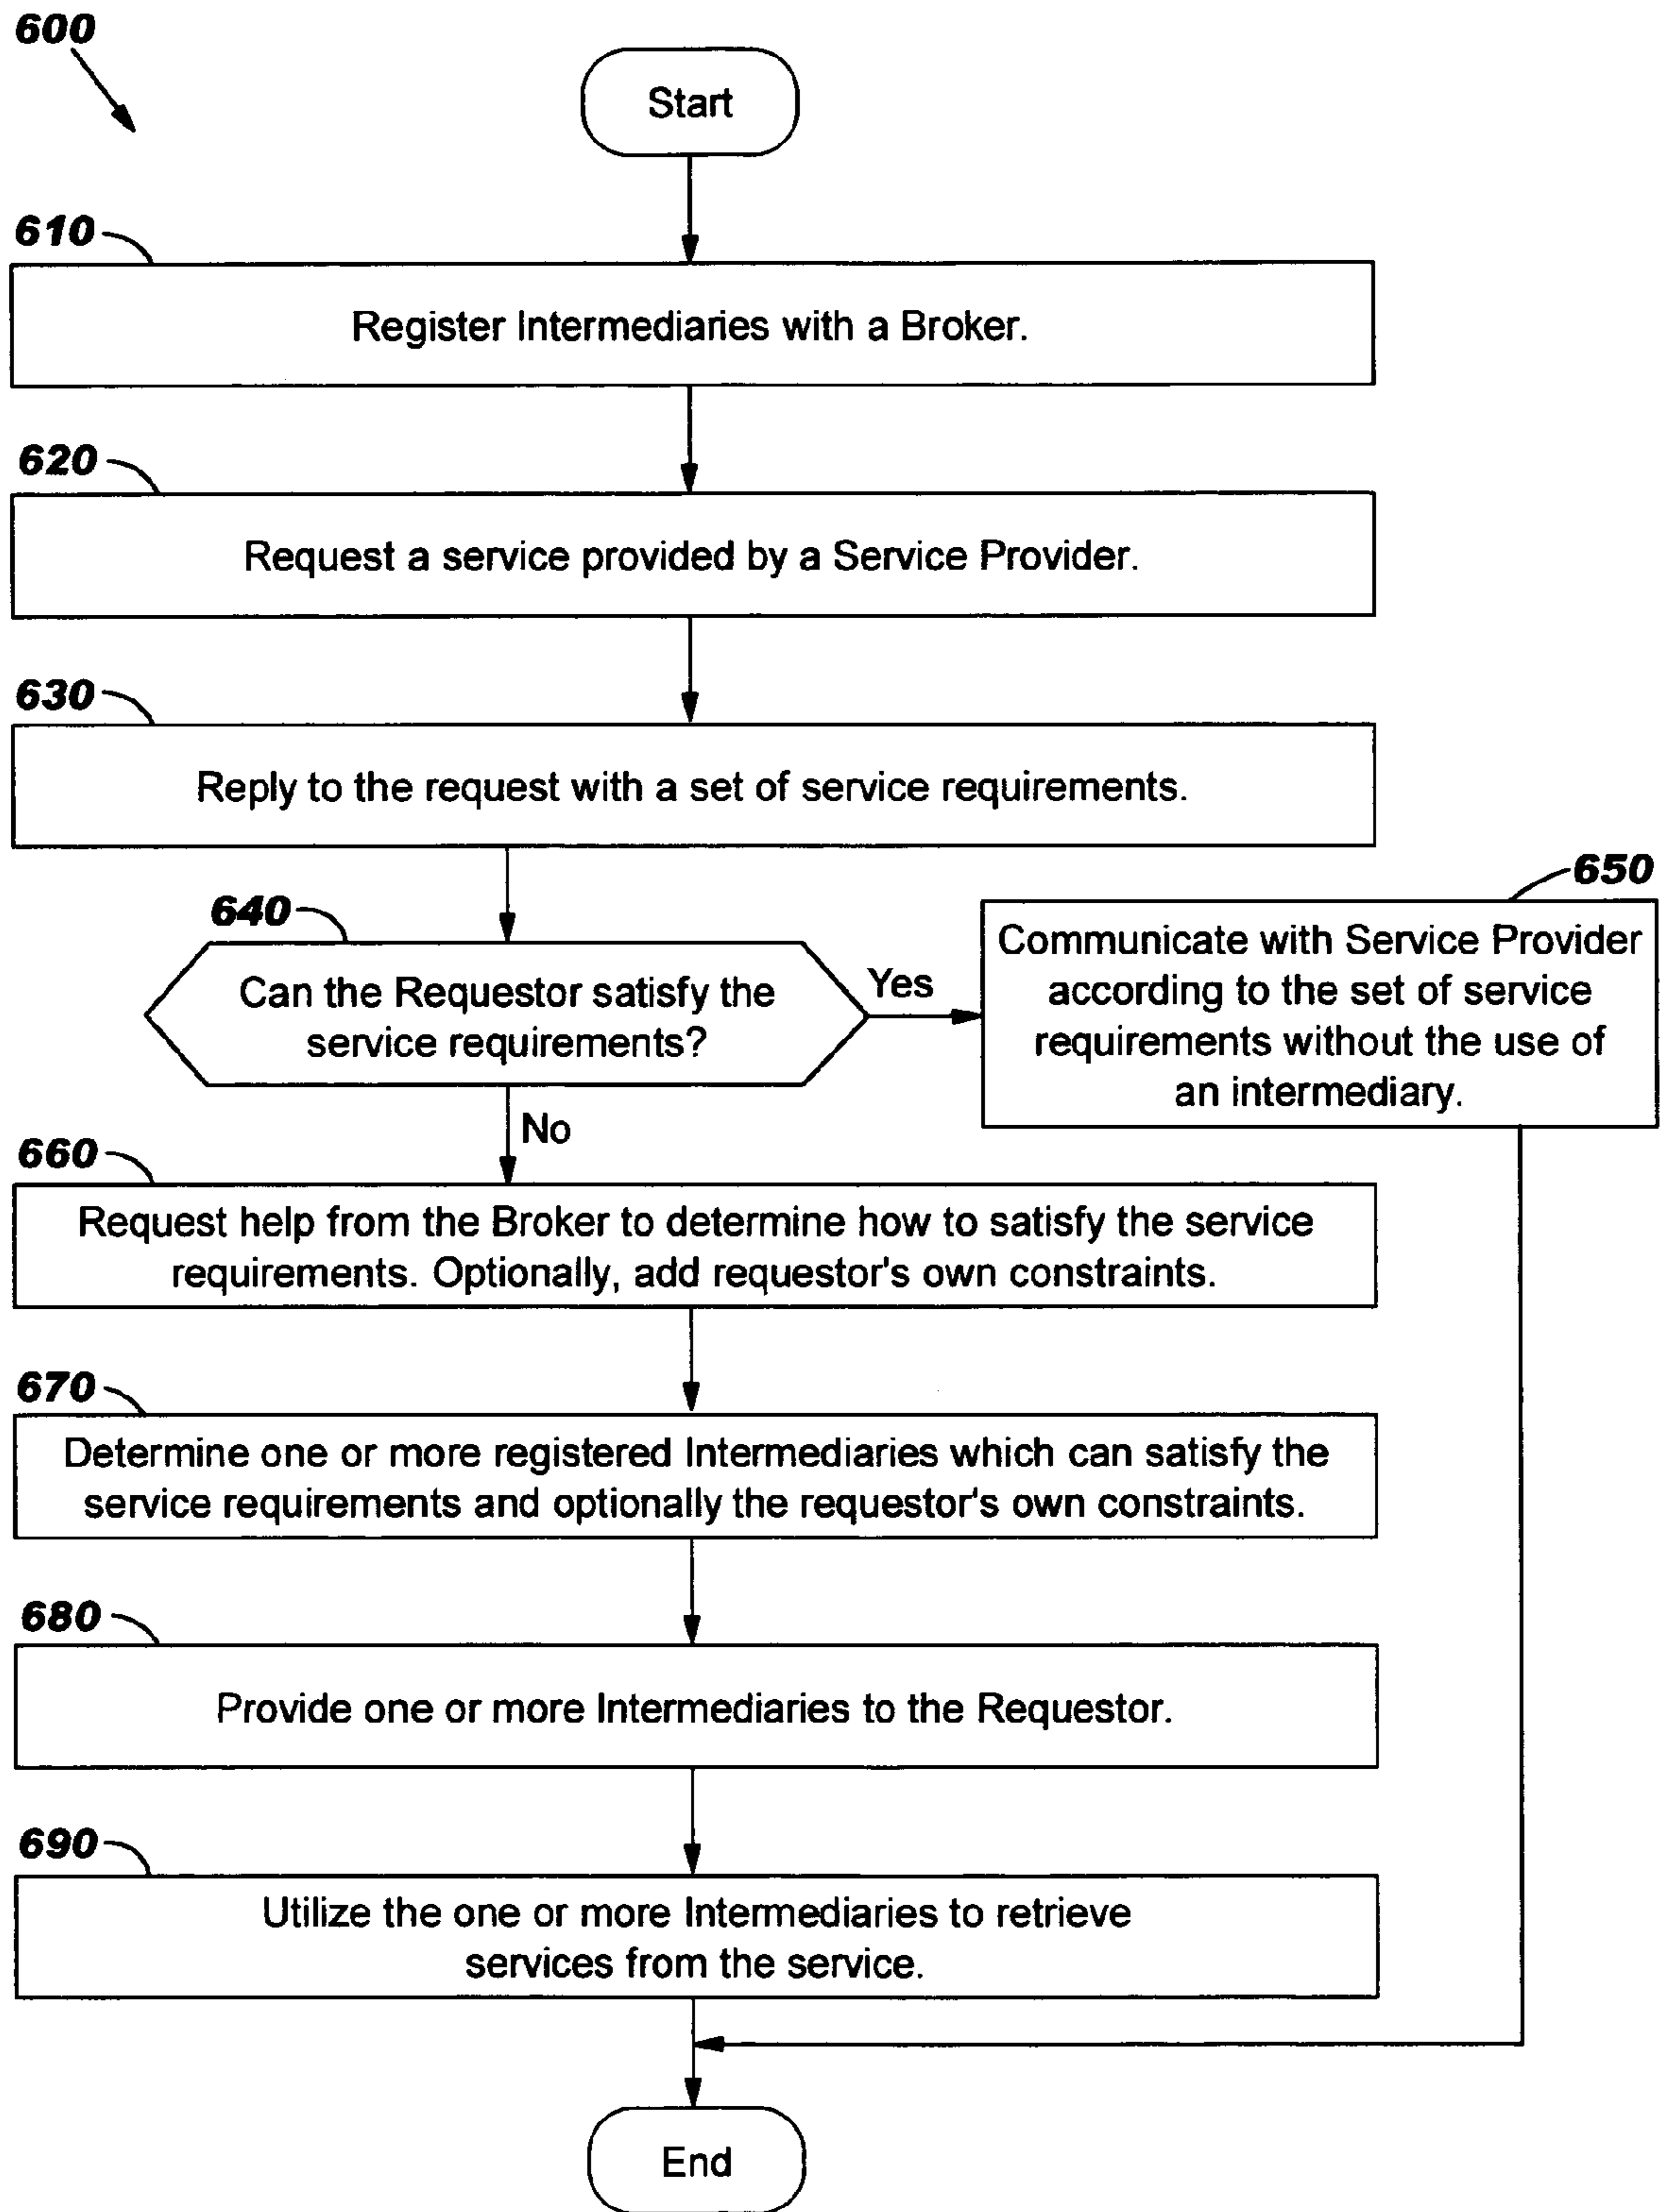 600
Start
610
Register Intermediaries with a Broker.
620
Request a service provided by a Service Provider.
630
Reply to the request with a set of service requirements.
640
Can the Requestor satisfy the
service requirements?
Yes
650
Communicate with Service Provider
according to the set of service
requirements without the use of
an intermediary.
No
660
Request help from the Broker to determine how to satisfy the service
requirements. Optionally, add requestor's own constraints.
670
Determine one or more registered Intermediaries which can satisfy the
service requirements and optionally the requestor's own constraints.
680
Provide one or more Intermediaries to the Requestor.
690
Utilize the one or more Intermediaries to retrieve
services from the service.
End